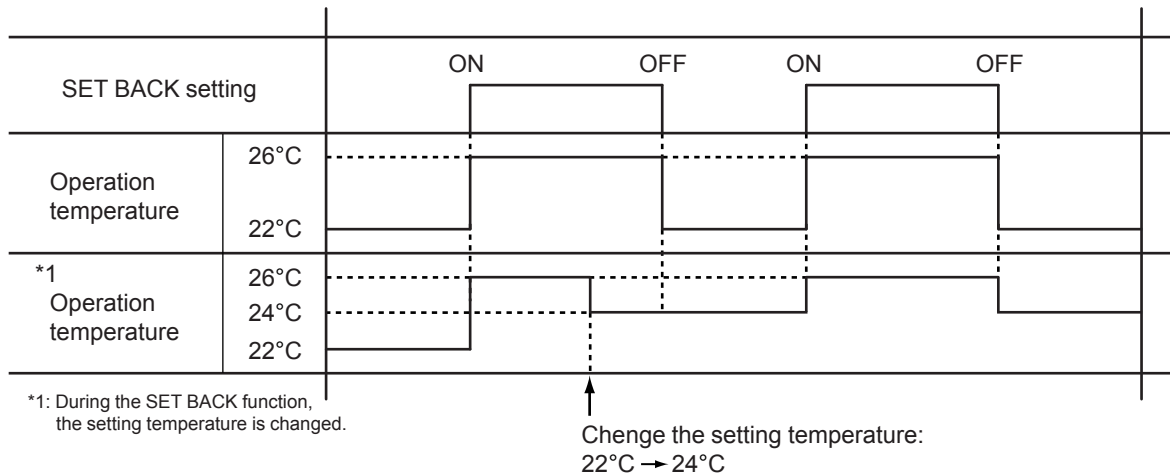 ON OFF ON OFF
SET BACK setting
26°C
Operation
temperature
22°C
*1
Operation
temperature
26°C
24°C
22°C
*1: During the SET BACK function,
the setting temperature is changed.
Chenge the setting temperature:
22°C → 24°C